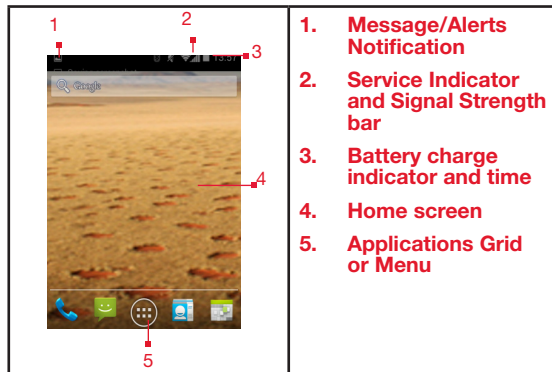 1
2
13:57
3
Google
4
5
1. Message/Alerts
Notification
2. Service Indicator
and Signal Strength
bar
3. Battery charge
indicator and time
4. Home screen
5. Applications Grid
or Menu